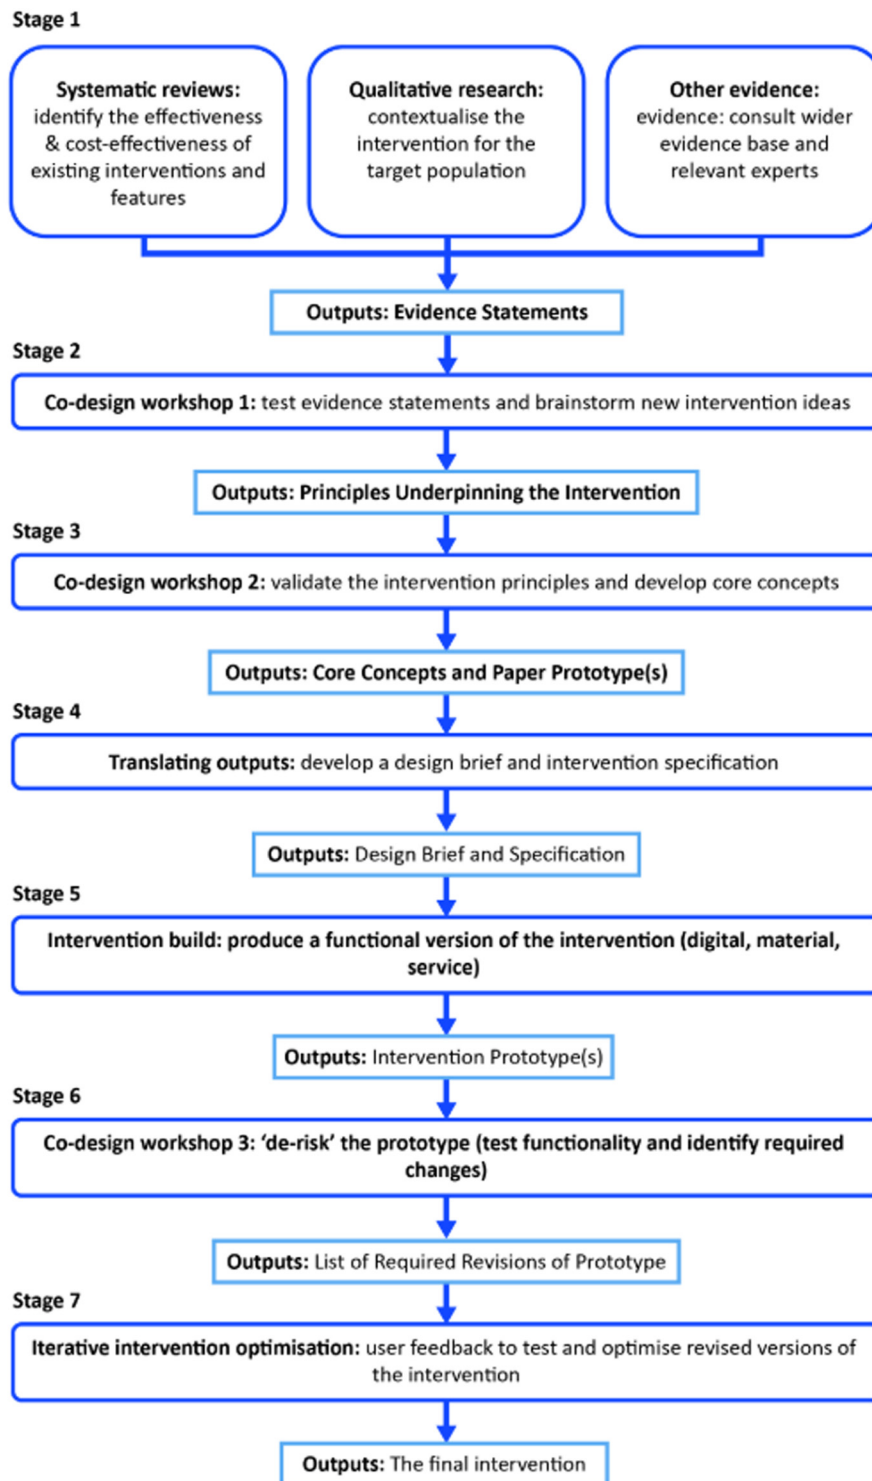 Stage 1
Systematic reviews:
identify the effectiveness
& cost-effectiveness of
existing interventions and
features
Qualitative research:
contextualise the
intervention for the
target population
Other evidence:
evidence: consult wider
evidence base and
relevant experts
Outputs: Evidence Statements
Stage 2
Co-design workshop 1: test evidence statements and brainstorm new intervention ideas
Outputs: Principles Underpinning the Intervention
Stage 3
Co-design workshop 2: validate the intervention principles and develop core concepts
Outputs: Core Concepts and Paper Prototype(s)
Stage 4
Translating outputs: develop a design brief and intervention specification
Outputs: Design Brief and Specification
Stage 5
Intervention build: produce a functional version of the intervention (digital, material,
service)
Outputs: Intervention Prototype(s)
Stage 6
Co-design workshop 3: ‘de-risk’ the prototype (test functionality and identify required
changes)
Outputs: List of Required Revisions of Prototype
Stage 7
Iterative intervention optimisation: user feedback to test and optimise revised versions of
the intervention
Outputs: The final intervention